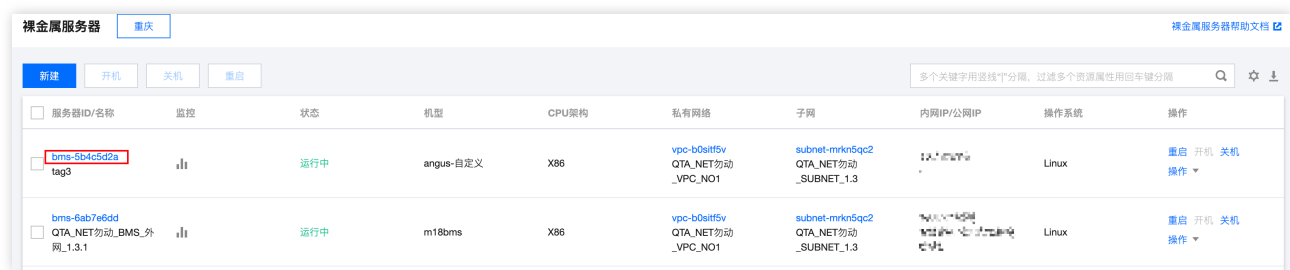 裸金属服务器 重庆 裸金属服务器帮助文档
新建 开机 关机 重启 多个关键字用竖线"|"分隔，过滤多个资源属性用回车键分隔
服务器ID/名称 监控 状态 机型 CPU架构 私有网络 子网 内网IP/公网IP 操作系统 操作
bms-5b4c5d2a
tag3
运行中
angus-自定义
X86
vpc-b0sitf5v
QTA_NET勿动
_VPC_NO1
subnet-mrkn5qc2
QTA_NET勿动
_SUBNET_1.3
Linux
重启 开机 关机
操作
bms-6ab7e6dd
QTA_NET勿动_BMS_外
网_1.3.1
运行中
m18bms
X86
vpc-b0sitf5v
QTA_NET勿动
_VPC_NO1
subnet-mrkn5qc2
QTA_NET勿动
_SUBNET_1.3
Linux
重启 开机 关机
操作